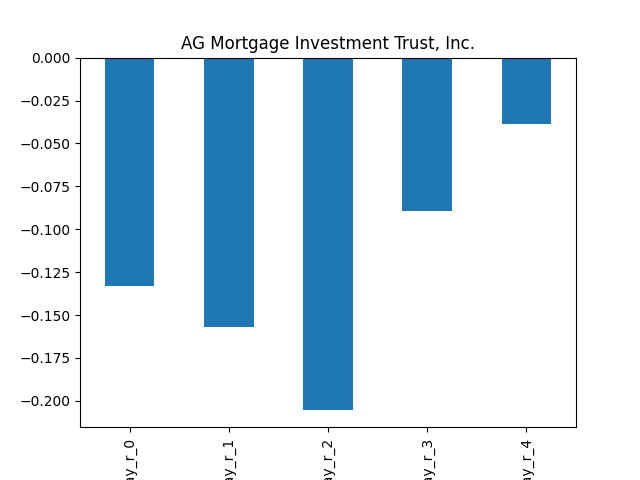 AG Mortgage Investment Trust, Inc.
0.000
−0.025
−0.050
−0.075
−0.100
−0.125
−0.150
−0.175
−0.200
ay_r_0
ay_r_1
ay_r_2
ay_r_3
ay_r_4